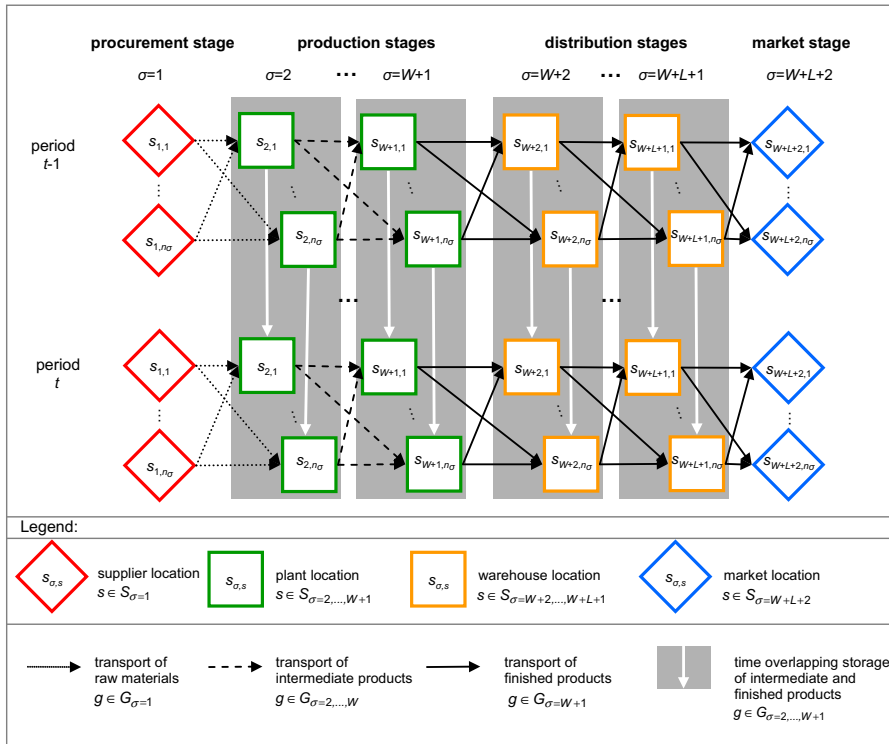 procurement stage production stages distribution stages market stage
σ=1 σ=2 ... σ=W+1 σ=W+2 ... σ=W+L+1 σ=W+L+2
period
t-1
s1,1 s2,1 sW+1,1 sW+2,1 sW+L+1,1 sW+L+2,1
s1,nσ s2,nσ sW+1,nσ sW+2,nσ sW+L+1,nσ sW+L+2,nσ
... ...
period
t
s1,1 s2,1 sW+1,1 sW+2,1 sW+L+1,1 sW+L+2,1
s1,nσ s2,nσ sW+1,nσ sW+2,nσ sW+L+1,nσ sW+L+2,nσ
Legend:
sσ,s supplier location
s ∈ Sσ=1
sσ,s plant location
s ∈ Sσ=2,...,W+1
sσ,s warehouse location
s ∈ Sσ=W+2,...,W+L+1
sσ,s market location
s ∈ Sσ=W+L+2
transport of
raw materials
g ∈ Gσ=1
transport of
intermediate products
g ∈ Gσ=2,...,W
transport of
finished products
g ∈ Gσ=W+1
time overlapping storage
of intermediate and
finished products
g ∈ Gσ=2,...,W+1